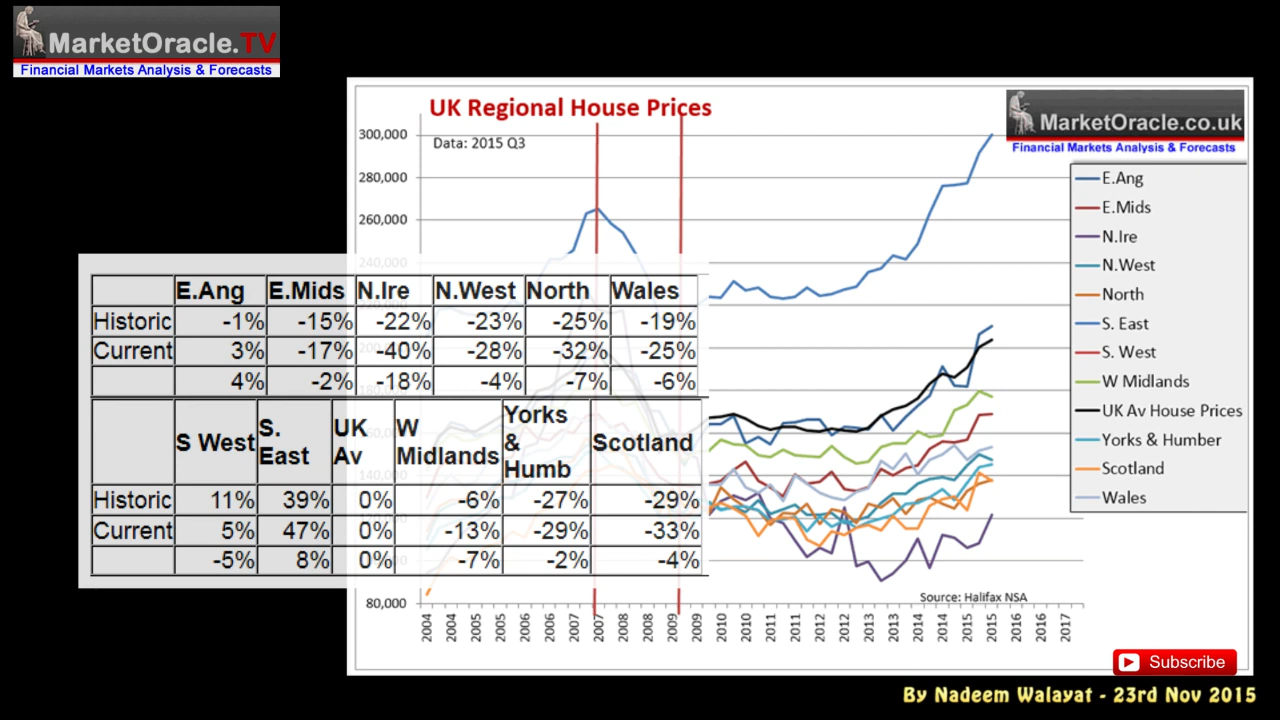 MarketOracle.TV
Financial Markets Analysis & Forecasts
UK Regional House Prices
Data: 2015 Q3
MarketOracle.co.uk
Financial Markets Analysis & Forecasts
300,000
280,000
260,000
240,000
80,000
E.Ang
E.Mids
N.Ire
N.West
North
S. East
S. West
W Midlands
UK Av House Prices
Yorks & Humber
Scotland
Wales
E.Ang E.Mids N.Ire N.West North Wales
Historic -1% -15% -22% -23% -25% -19%
Current 3% -17% -40% -28% -32% -25%
4% -2% -18% -4% -7% -6%
S West S. East UK Av W Midlands Yorks & Humb Scotland
Historic 11% 39% 0% -6% -27% -29%
Current 5% 47% 0% -13% -29% -33%
-5% 8% 0% -7% -2% -4%
Source: Halifax NSA
2004 2004 2005 2005 2006 2006 2007 2007 2008 2008 2009 2009 2010 2010 2011 2011 2012 2012 2013 2013 2014 2014 2015 2015 2016 2016 2017
Subscribe
By Nadeem Walayat - 23rd Nov 2015